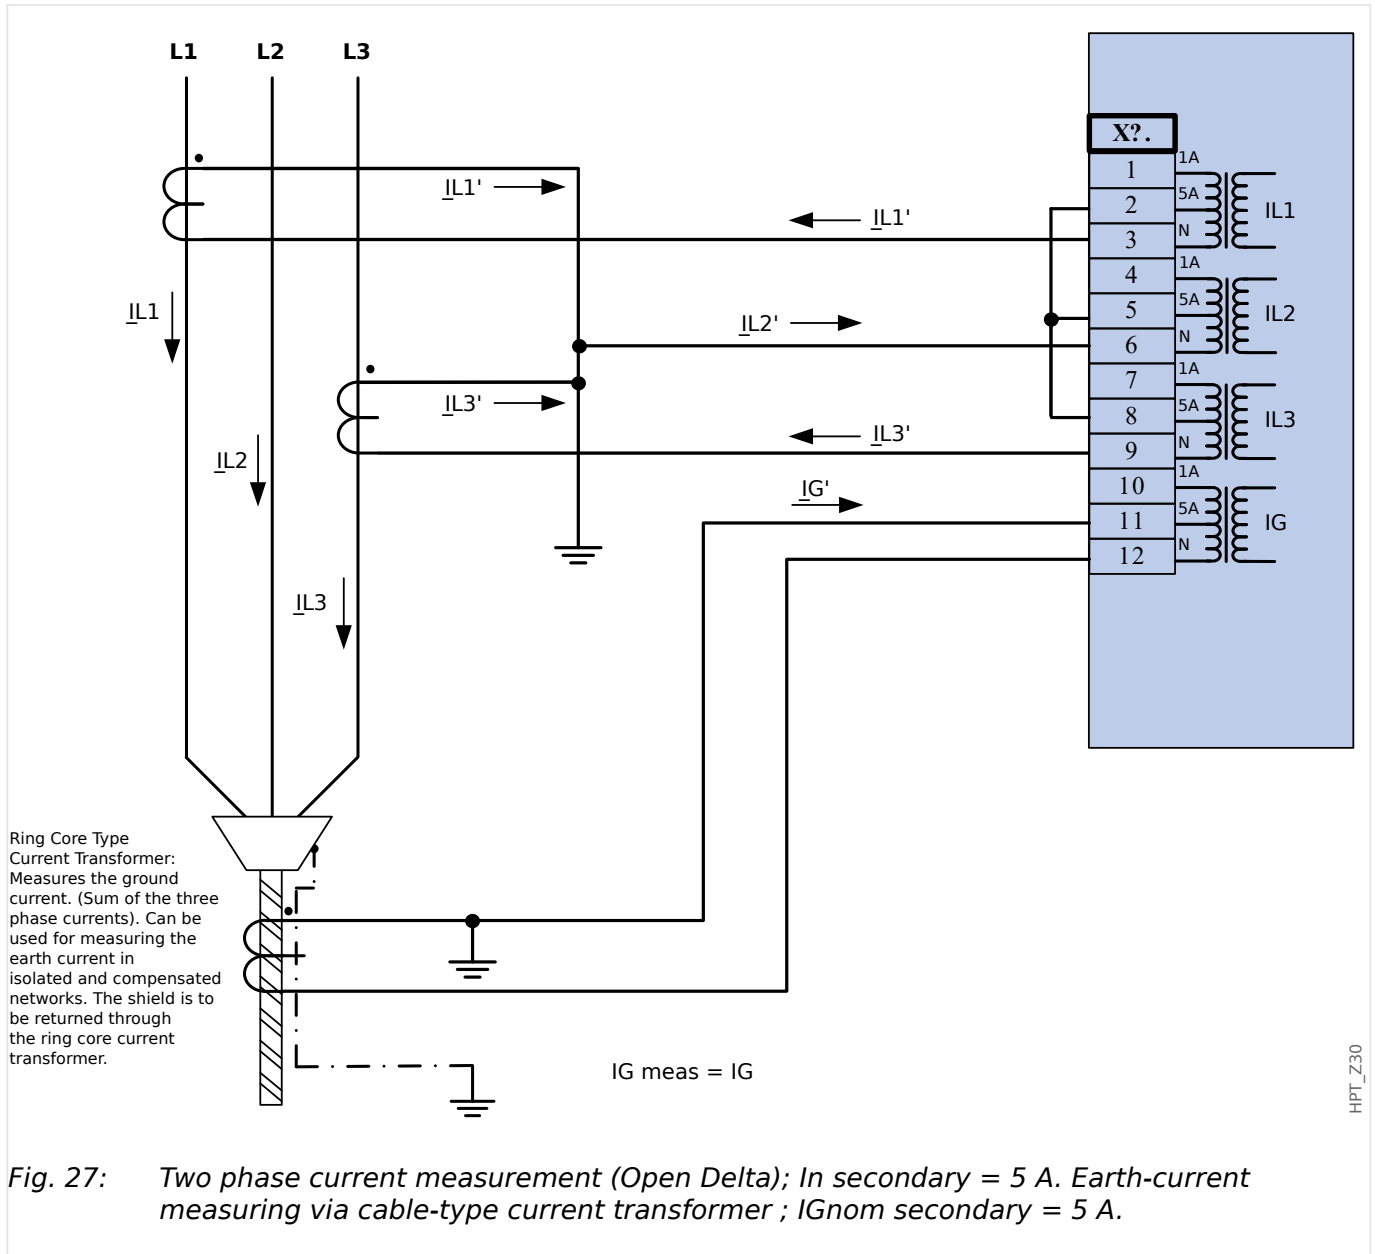 L1 L2 L3
X?.
1 1A
2 5A
3 N
IL1
4 1A
5 5A
6 N
IL2
7 1A
8 5A
9 N
IL3
10 1A
11 5A
12 N
IG
IL1'
IL1'
IL1
IL2'
IL3'
IL3'
IL2
IG'
IL3
Ring Core Type
Current Transformer:
Measures the ground
current. (Sum of the three
phase currents). Can be
used for measuring the
earth current in
isolated and compensated
networks. The shield is to
be returned through
the ring core current
transformer.
IG meas = IG
HPT_Z30
Fig. 27: Two phase current measurement (Open Delta); In secondary = 5 A. Earth-current
measuring via cable-type current transformer ; IGnom secondary = 5 A.